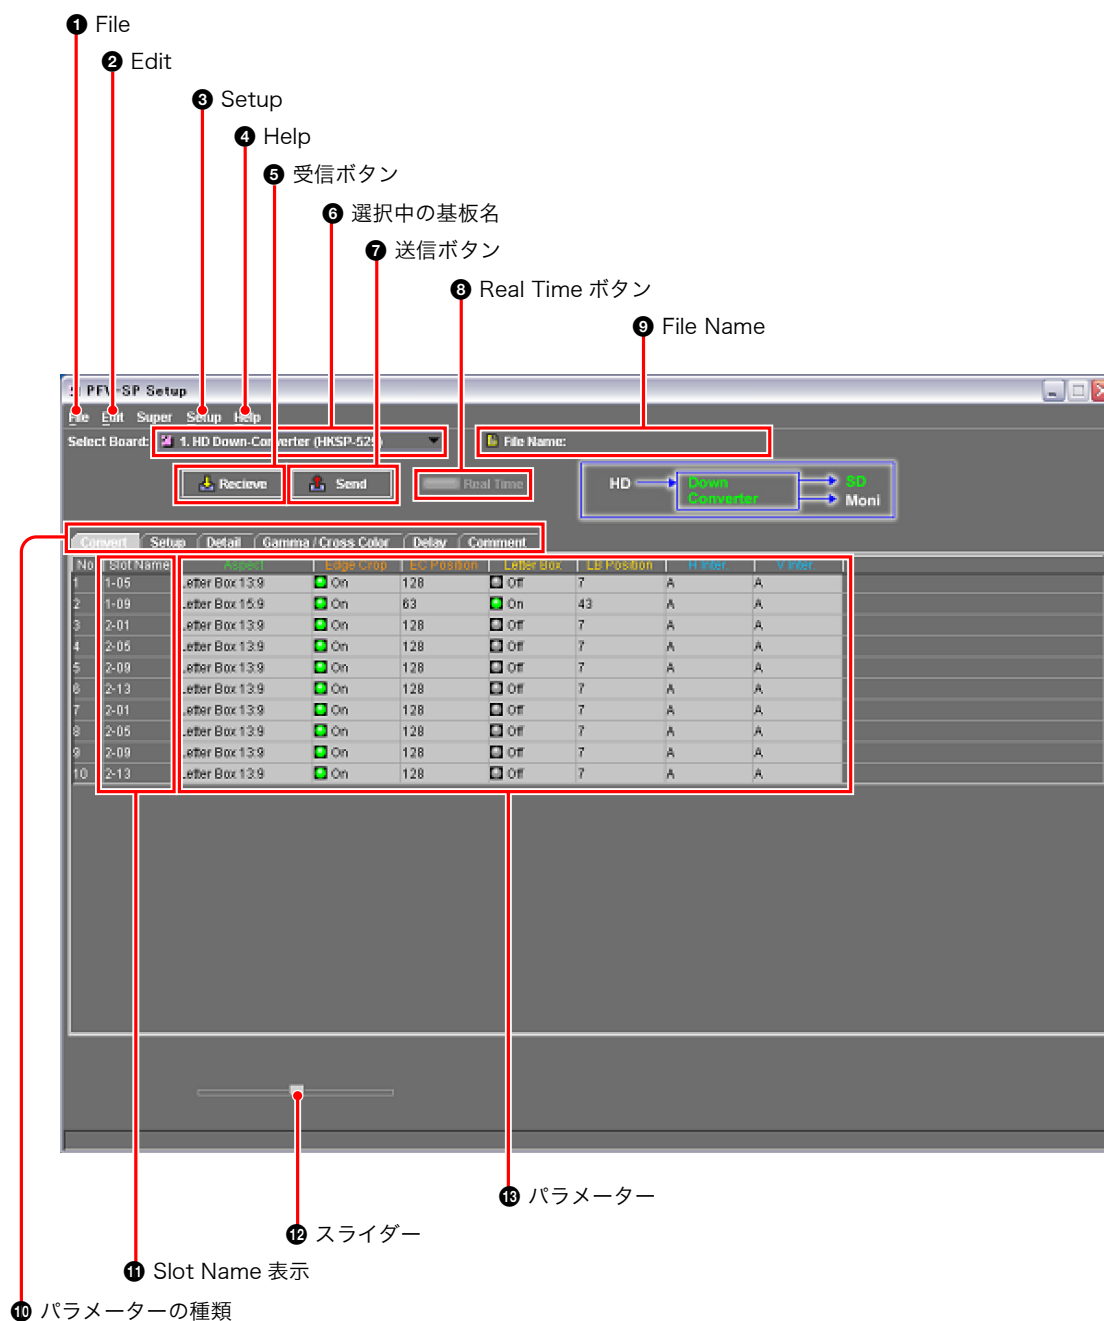 ❶ File
❷ Edit
❸ Setup
❹ Help
❺ 受信ボタン
❻ 選択中の基板名
❼ 送信ボタン
❽ Real Time ボタン
❾ File Name
PFV-SP Setup
File Edit Super Setup Help
Select Board: 1. HD Down-Converter (HKSP-525) File Name:
Recieve Send Real Time
HD Down Converter SD Moni
Convert Setup Detail Gamma / Cross Color Delay Comment
No Slot Name Aspect Edge Crop EC Position Letter Box LB Position H Inter. V Inter.
1 1-05 Letter Box 13:9 On 128 Off 7 A A
2 1-09 Letter Box 15:9 On 63 On 43 A A
3 2-01 Letter Box 13:9 On 128 Off 7 A A
4 2-05 Letter Box 13:9 On 128 Off 7 A A
5 2-09 Letter Box 13:9 On 128 Off 7 A A
6 2-13 Letter Box 13:9 On 128 Off 7 A A
7 2-01 Letter Box 13:9 On 128 Off 7 A A
8 2-05 Letter Box 13:9 On 128 Off 7 A A
9 2-09 Letter Box 13:9 On 128 Off 7 A A
10 2-13 Letter Box 13:9 On 128 Off 7 A A
⓭ パラメーター
⓬ スライダー
⓫ Slot Name 表示
❿ パラメーターの種類